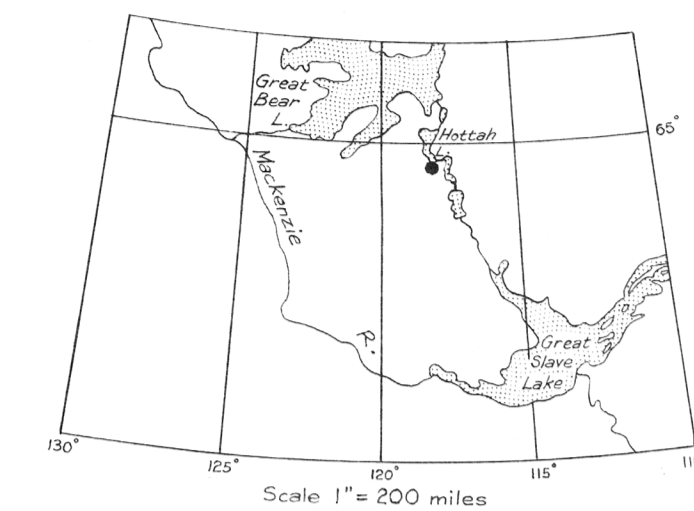 Great
Bear
L.
Hottah
L.
65°
Mackenzie
R.
Great
Slave
Lake
130°
125°
120°
115°
Scale 1"= 200 miles